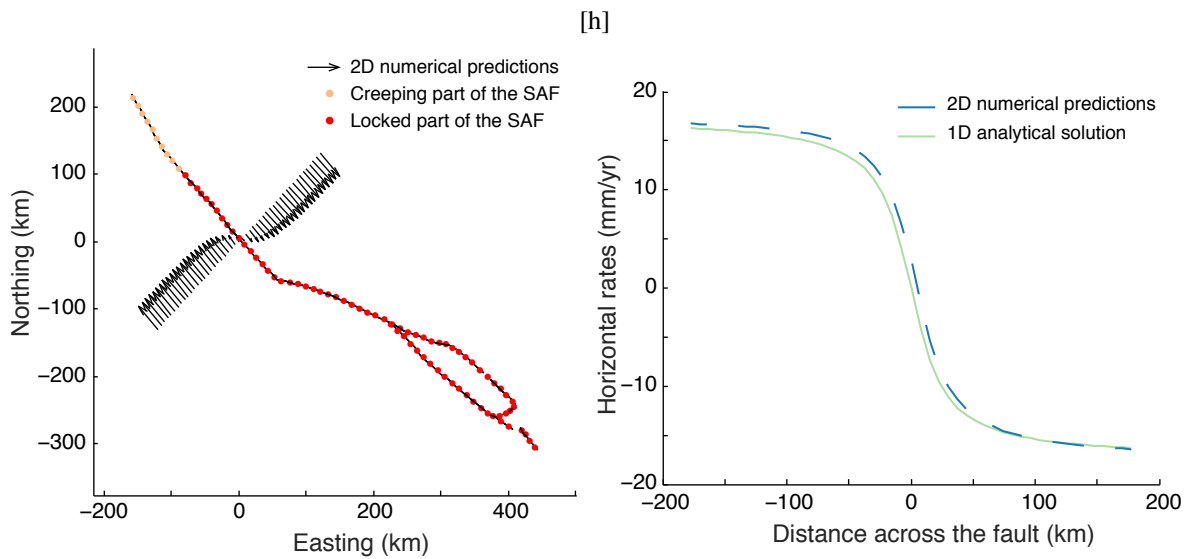 [h]
2D numerical predictions
Creeping part of the SAF
Locked part of the SAF
200
100
0
−100
−200
−300
Northing (km)
−200
0
200
400
Easting (km)
2D numerical predictions
1D analytical solution
20
10
0
−10
−20
Horizontal rates (mm/yr)
−200
−100
0
100
200
Distance across the fault (km)